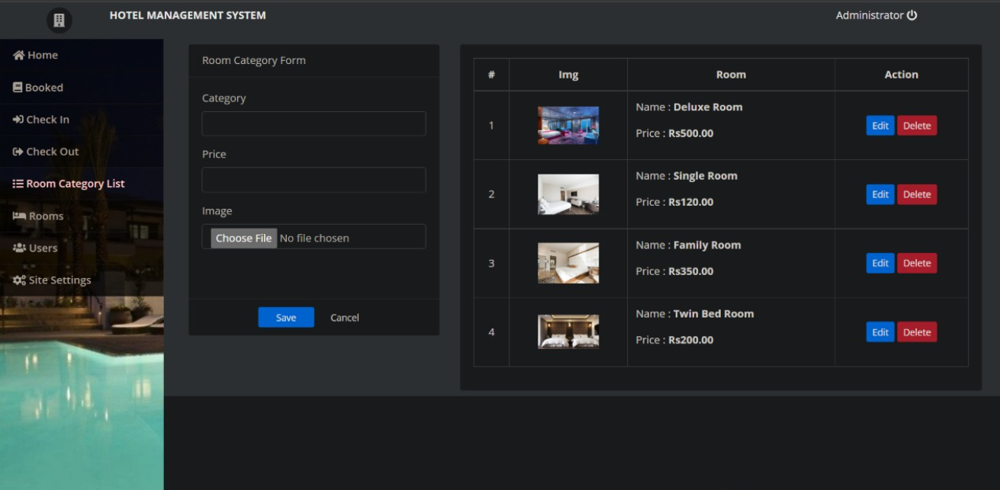 HOTEL MANAGEMENT SYSTEM
Administrator
Home
Booked
Check In
Check Out
Room Category List
Rooms
Users
Site Settings
Room Category Form
Category
Price
Image
Choose File No file chosen
Save Cancel
# Img Room Action
1 Name : Deluxe Room
Price : Rs500.00
Edit Delete
2 Name : Single Room
Price : Rs120.00
Edit Delete
3 Name : Family Room
Price : Rs350.00
Edit Delete
4 Name : Twin Bed Room
Price : Rs200.00
Edit Delete